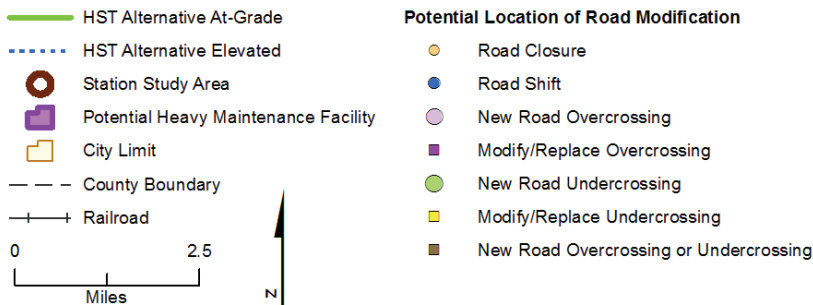 HST Alternative At-Grade
HST Alternative Elevated
Station Study Area
Potential Heavy Maintenance Facility
City Limit
County Boundary
Railroad
0 2.5
Miles
N
Potential Location of Road Modification
Road Closure
Road Shift
New Road Overcrossing
Modify/Replace Overcrossing
New Road Undercrossing
Modify/Replace Undercrossing
New Road Overcrossing or Undercrossing